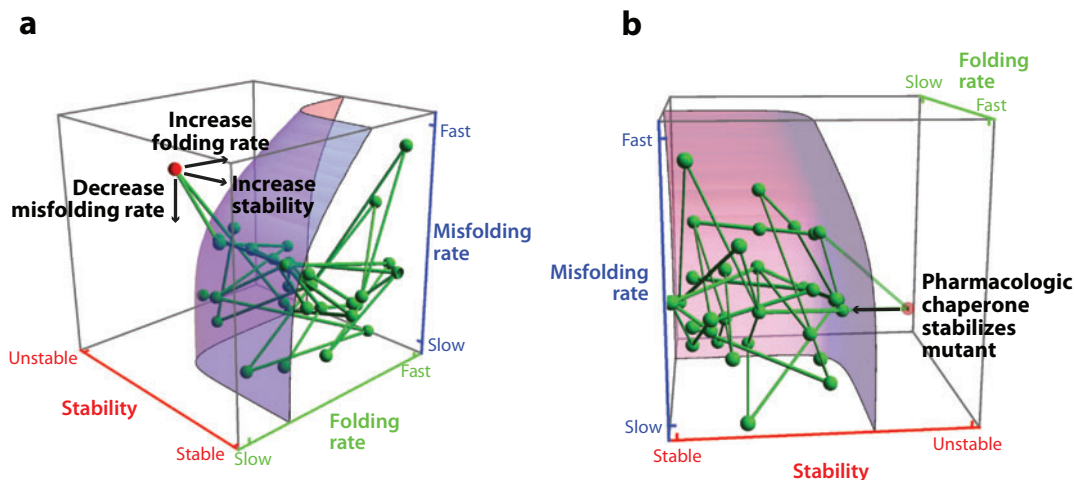 a
Increase
folding rate
Decrease
misfolding rate
Increase
stability
Fast
Misfolding
rate
Slow
Fast
Unstable
Stability
Folding
rate
Stable
Slow
b
Folding
rate
Slow
Fast
Fast
Misfolding
rate
Pharmacologic
chaperone
stabilizes
mutant
Slow
Stable
Unstable
Stability